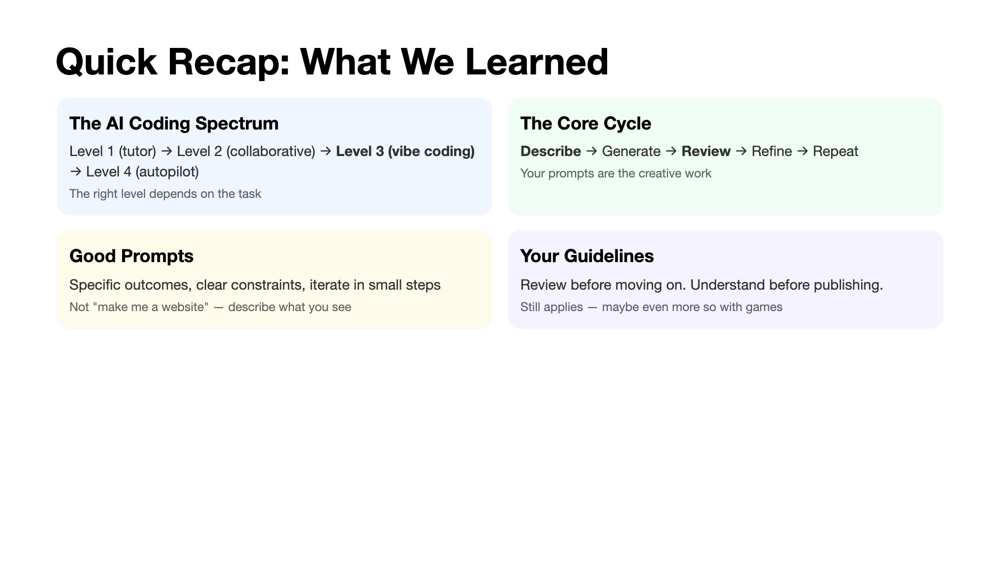 Quick Recap: What We Learned
The AI Coding Spectrum
Level 1 (tutor) → Level 2 (collaborative) → Level 3 (vibe coding)
→ Level 4 (autopilot)
The right level depends on the task
The Core Cycle
Describe → Generate → Review → Refine → Repeat
Your prompts are the creative work
Good Prompts
Specific outcomes, clear constraints, iterate in small steps
Not "make me a website" — describe what you see
Your Guidelines
Review before moving on. Understand before publishing.
Still applies — maybe even more so with games